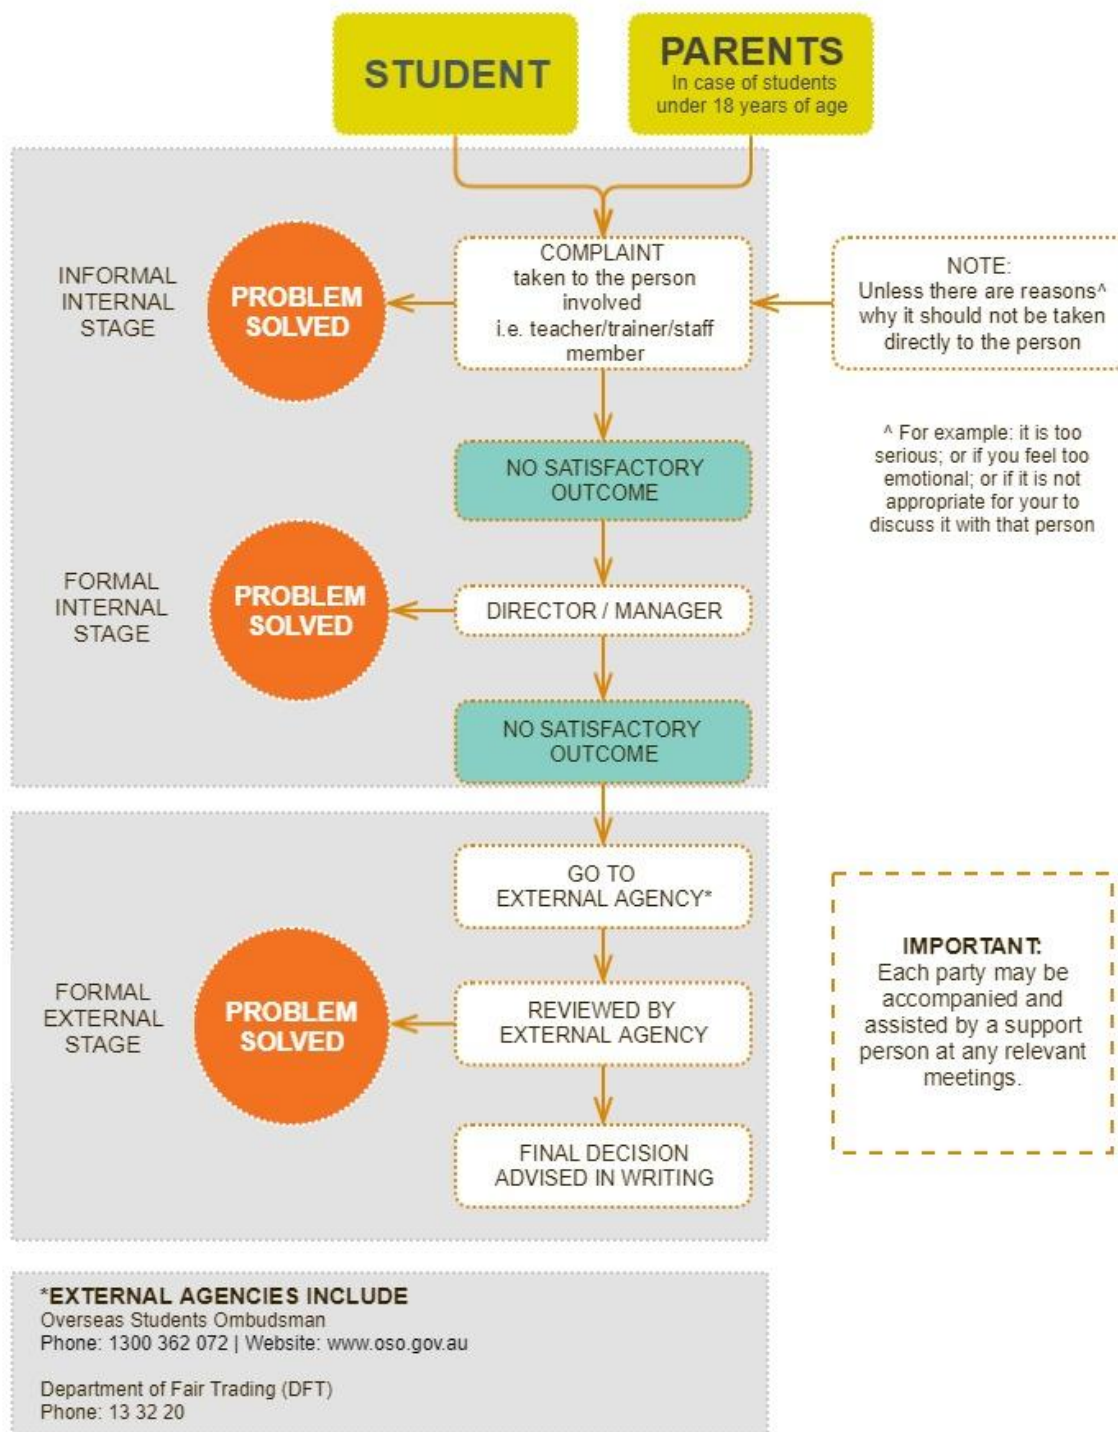 STUDENT
PARENTS
In case of students
under 18 years of age
INFORMAL
INTERNAL
STAGE
PROBLEM
SOLVED
COMPLAINT
taken to the person
involved
i.e. teacher/trainer/staff
member
NOTE:
Unless there are reasons^
why it should not be taken
directly to the person
^ For example: it is too
serious; or if you feel too
emotional; or if it is not
appropriate for your to
discuss it with that person
NO SATISFACTORY
OUTCOME
FORMAL
INTERNAL
STAGE
PROBLEM
SOLVED
DIRECTOR / MANAGER
NO SATISFACTORY
OUTCOME
GO TO
EXTERNAL AGENCY*
FORMAL
EXTERNAL
STAGE
PROBLEM
SOLVED
REVIEWED BY
EXTERNAL AGENCY
FINAL DECISION
ADVISED IN WRITING
IMPORTANT:
Each party may be
accompanied and
assisted by a support
person at any relevant
meetings.
*EXTERNAL AGENCIES INCLUDE
Overseas Students Ombudsman
Phone: 1300 362 072 | Website: www.oso.gov.au
Department of Fair Trading (DFT)
Phone: 13 32 20